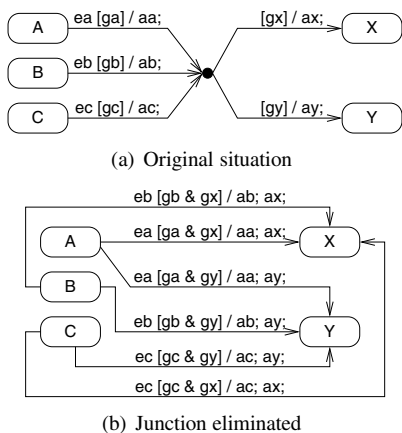 A ea [ga] / aa; [gx] / ax; X
B eb [gb] / ab;
C ec [gc] / ac; [gy] / ay; Y
(a) Original situation
eb [gb & gx] / ab; ax;
A ea [ga & gx] / aa; ax; X
ea [ga & gy] / aa; ay;
B
eb [gb & gy] / ab; ay;
C Y
ec [gc & gy] / ac; ay;
ec [gc & gx] / ac; ax;
(b) Junction eliminated